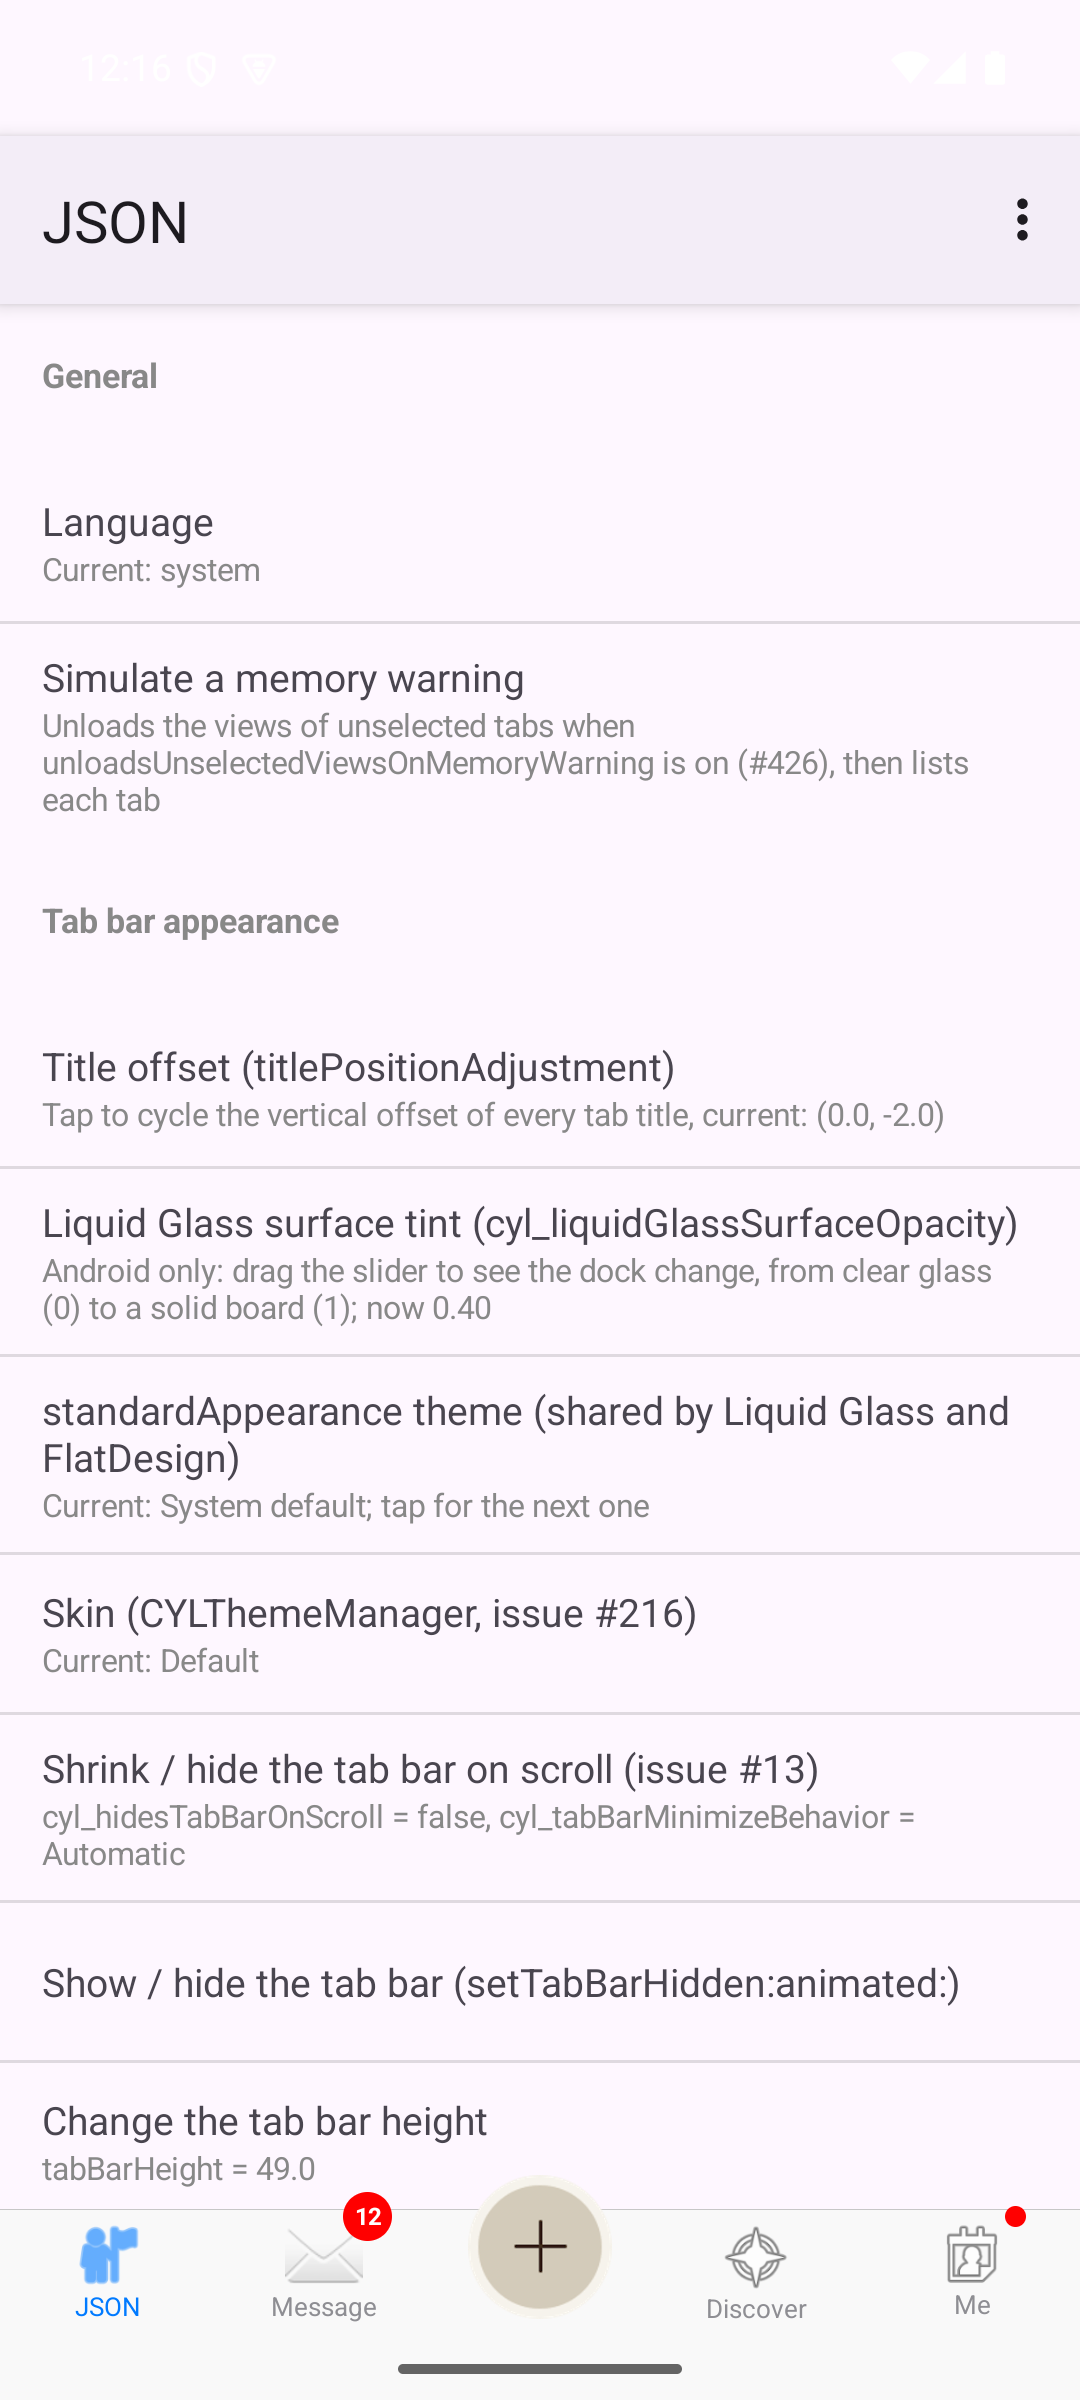 12:16
JSON
General
Language
Current: system
Simulate a memory warning
Unloads the views of unselected tabs when
unloadsUnselectedViewsOnMemoryWarning is on (#426), then lists
each tab
Tab bar appearance
Title offset (titlePositionAdjustment)
Tap to cycle the vertical offset of every tab title, current: (0.0, -2.0)
Liquid Glass surface tint (cyl_liquidGlassSurfaceOpacity)
Android only: drag the slider to see the dock change, from clear glass
(0) to a solid board (1); now 0.40
standardAppearance theme (shared by Liquid Glass and
FlatDesign)
Current: System default; tap for the next one
Skin (CYLThemeManager, issue #216)
Current: Default
Shrink / hide the tab bar on scroll (issue #13)
cyl_hidesTabBarOnScroll = false, cyl_tabBarMinimizeBehavior =
Automatic
Show / hide the tab bar (setTabBarHidden:animated:)
Change the tab bar height
tabBarHeight = 49.0
12
JSON
Message
Discover
Me